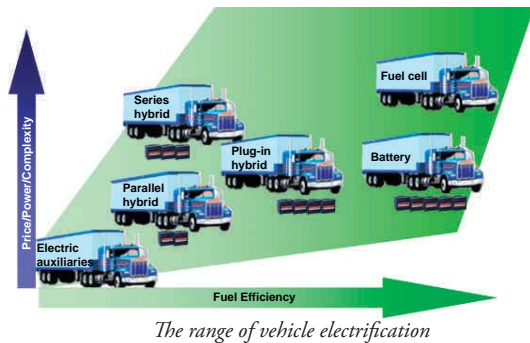 Price/Power/Complexity
Series
hybrid
Fuel cell
Plug-in
hybrid
Battery
Parallel
hybrid
Electric
auxiliaries
Fuel Efficiency
The range of vehicle electrification